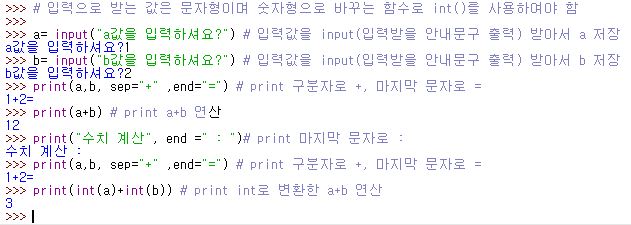 >>> # 입력으로 받는 값은 문자형이며 숫자형으로 바꾸는 함수로 int()를 사용하며야 함
>>>
>>> a= input("a값을 입력하셔요?") # 입력값을 input(입력받을 안내문구 출력) 받아서 a 저장
a값을 입력하셔요?1
>>> b= input("b값을 입력하셔요?") # 입력값을 input(입력받을 안내문구 출력) 받아서 b 저장
b값을 입력하셔요?2
>>> print(a,b, sep="+" ,end="=") # print 구분자로 +, 마지막 문자로 =
1+2=
>>> print(a+b) # print a+b 연산
12
>>> print("수치 계산", end =" : ")# print 마지막 문자로 :
수치 계산 :
>>> print(a,b, sep="+" ,end="=") # print 구분자로 +, 마지막 문자로 =
1+2=
>>> print(int(a)+int(b)) # print int로 변환한 a+b 연산
3
>>>